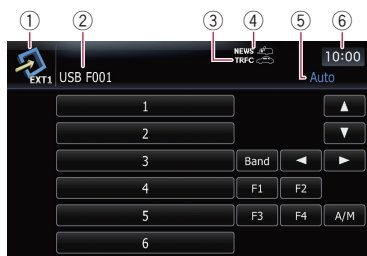 ① ② ③ ④ ⑤ ⑥
NEWS
TRFC
10:00
EXT1 USB F001 Auto
1 ▲
2 ▼
3 Band ◄ ►
4 F1 F2
5 F3 F4 A/M
6